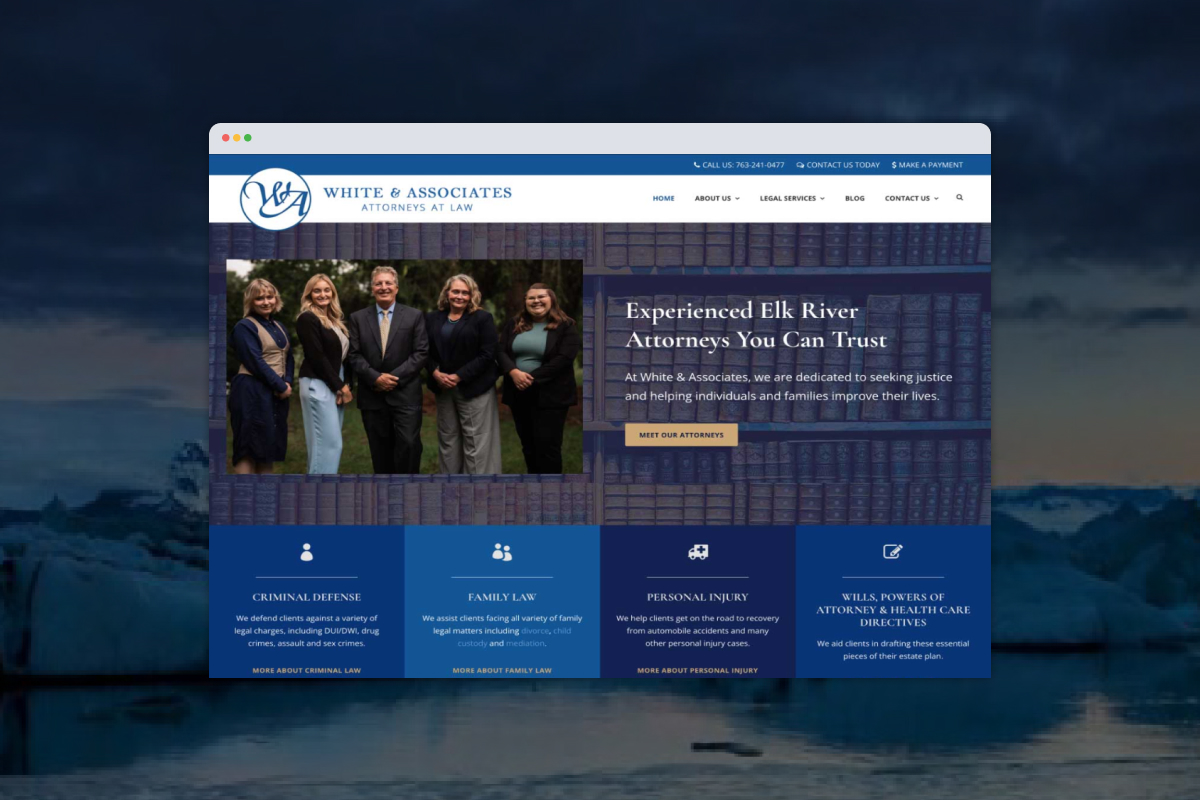 CALL US: 763-241-0477 CONTACT US TODAY $ MAKE A PAYMENT
WA WHITE & ASSOCIATES
ATTORNEYS AT LAW
HOME ABOUT US LEGAL SERVICES BLOG CONTACT US
Experienced Elk River
Attorneys You Can Trust
At White & Associates, we are dedicated to seeking justice
and helping individuals and families improve their lives.
MEET OUR ATTORNEYS
CRIMINAL DEFENSE
We defend clients against a variety of
legal charges, including DUI/DWI, drug
crimes, assault and sex crimes.
MORE ABOUT CRIMINAL LAW
FAMILY LAW
We assist clients facing all variety of family
legal matters including divorce, child
custody and mediation.
MORE ABOUT FAMILY LAW
PERSONAL INJURY
We help clients get on the road to recovery
from automobile accidents and many
other personal injury cases.
MORE ABOUT PERSONAL INJURY
WILLS, POWERS OF
ATTORNEY & HEALTH CARE
DIRECTIVES
We aid clients in drafting these essential
pieces of their estate plan.